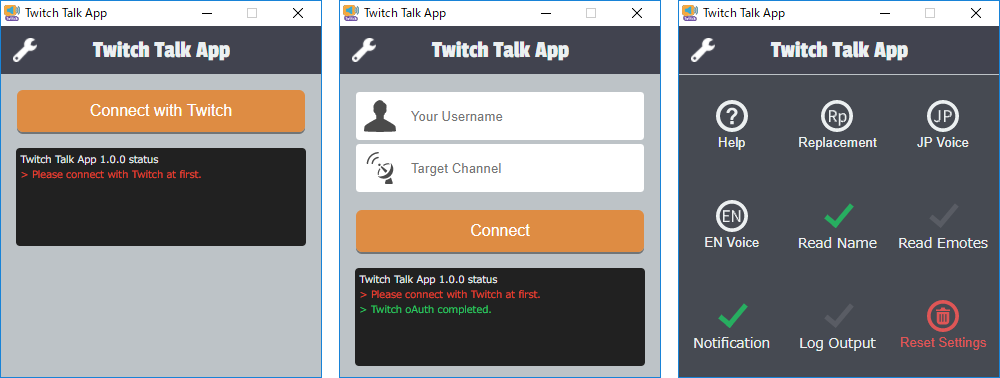 Twitch Talk App
Twitch Talk App
Connect with Twitch
Twitch Talk App 1.0.0 status
> Please connect with Twitch at first.
Twitch Talk App
Twitch Talk App
Your Username
Target Channel
Connect
Twitch Talk App 1.0.0 status
> Please connect with Twitch at first.
> Twitch oAuth completed.
Twitch Talk App
Twitch Talk App
?
Help
Rp
Replacement
JP
JP Voice
EN
EN Voice
Read Name
Read Emotes
Notification
Log Output
Reset Settings